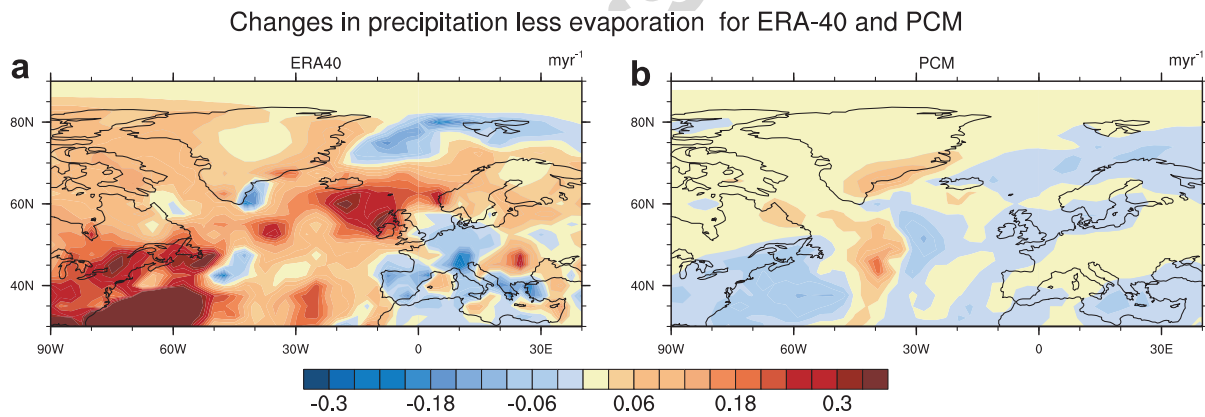 Changes in precipitation less evaporation for ERA-40 and PCM
a
ERA40
myr-1
b
PCM
myr-1
80N
60N
40N
90W
60W
30W
0
30E
80N
60N
40N
90W
60W
30W
0
30E
-0.3
-0.18
-0.06
0.06
0.18
0.3